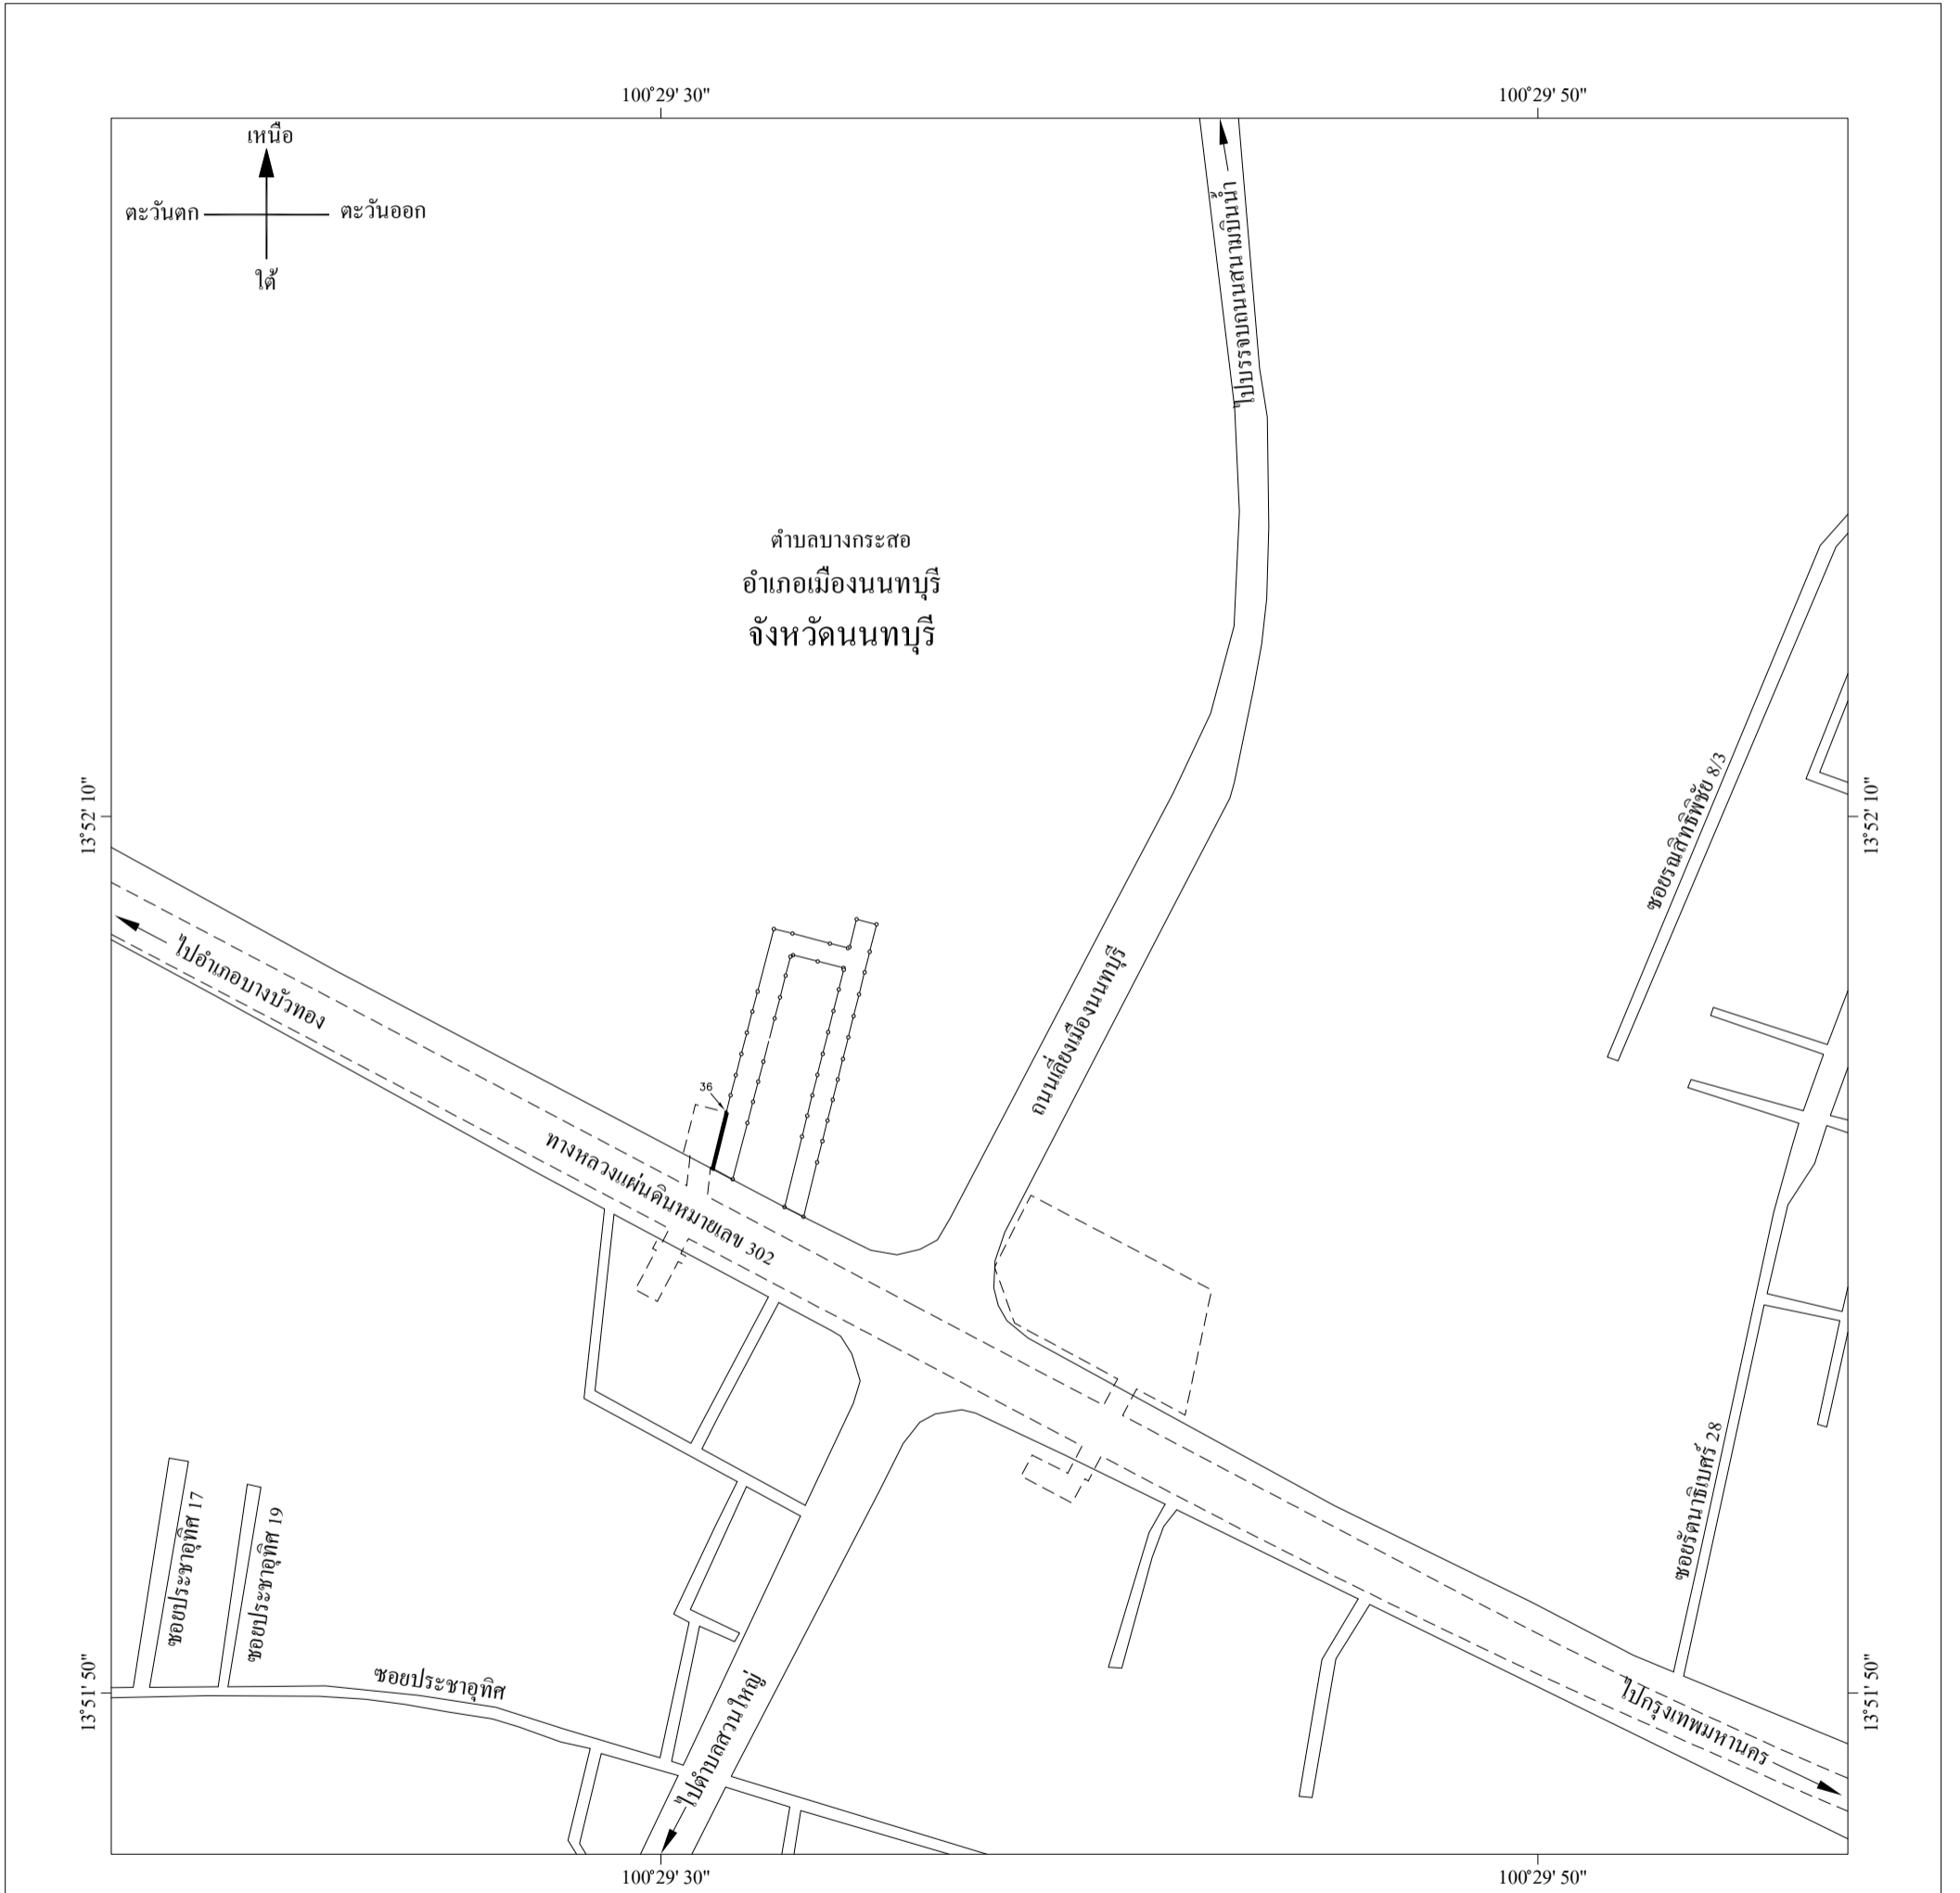 100°29' 30"
100°29' 50"
เหนือ
ตะวันตก
ตะวันออก
ใต้
ไปบรรจบถนนสนามบินน้ำ
ตำบลบางกระสอ
อำเภอเมืองนนทบุรี
จังหวัดนนทบุรี
13°52' 10"
13°52' 10"
ซอยรณสิทธิพิชัย 8/3
ไปอำเภอบางบัวทอง
ถนนเลี่ยงเมืองนนทบุรี
36
ทางหลวงแผ่นดินหมายเลข 302
ซอยรัตนาธิเบศร์ 28
ซอยประชาอุทิศ 17
ซอยประชาอุทิศ 19
ซอยประชาอุทิศ
13°51' 50"
13°51' 50"
ไปตำบลสวนใหญ่
ไปกรุงเทพมหานคร
100°29' 30"
100°29' 50"